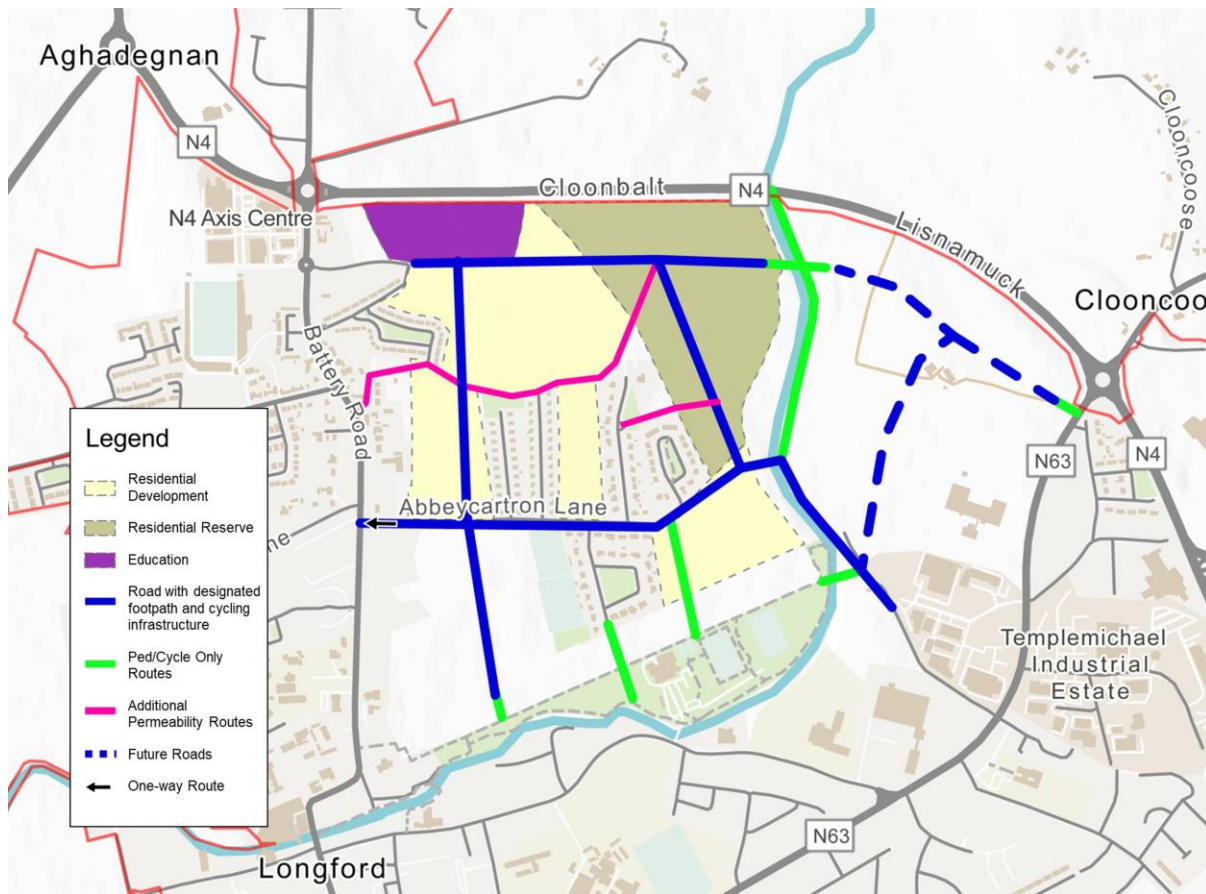 Aghadegnan
N4
Cloonbalt
N4
N4 Axis Centre
Lisnamuck
Clooncoose
Clooncoo
Battery Road
N63
N4
Legend
Residential
Development
Residential Reserve
Education
Road with designated
footpath and cycling
infrastructure
Ped/Cycle Only
Routes
Additional
Permeability Routes
Future Roads
One-way Route
Abbeycartron Lane
ne
Templemichael
Industrial
Estate
N63
Longford